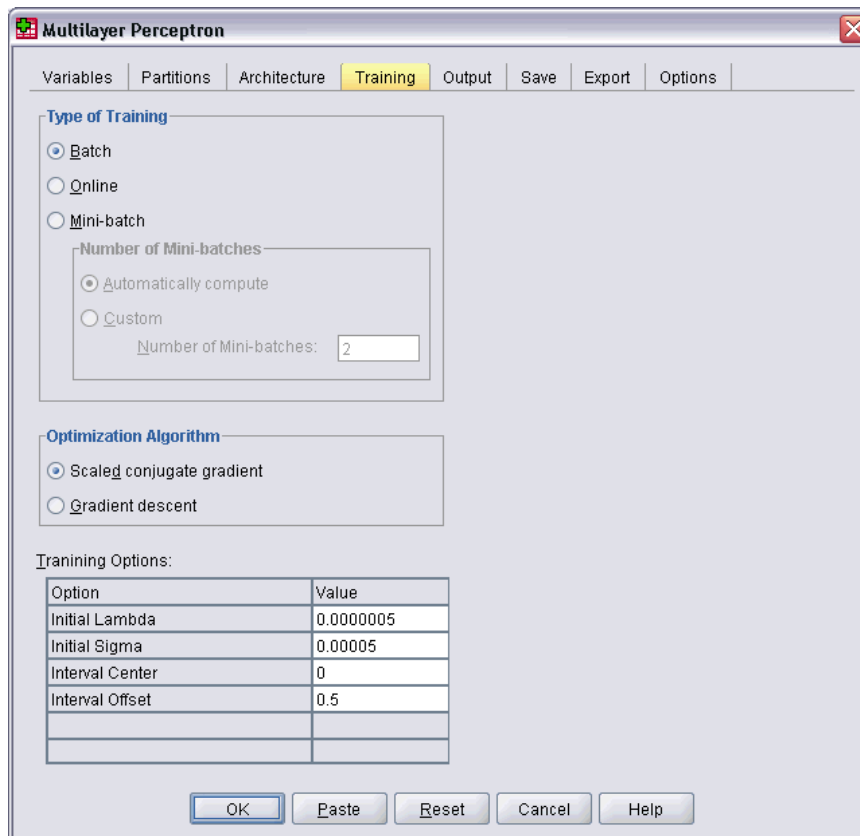 Multilayer Perceptron
Variables Partitions Architecture Training Output Save Export Options
Type of Training
Batch
Online
Mini-batch
Number of Mini-batches
Automatically compute
Custom
Number of Mini-batches: 2
Optimization Algorithm
Scaled conjugate gradient
Gradient descent
Tranining Options:
Option Value
Initial Lambda 0.0000005
Initial Sigma 0.00005
Interval Center 0
Interval Offset 0.5
OK Paste Reset Cancel Help